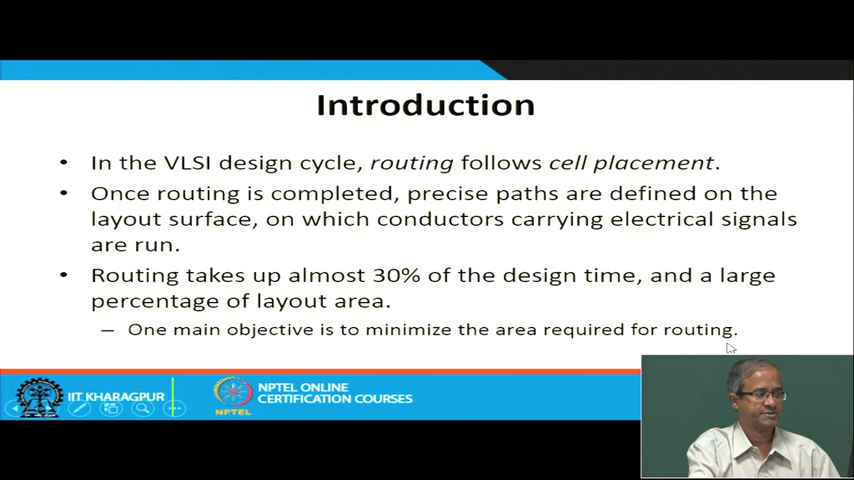 Introduction
• In the VLSI design cycle, routing follows cell placement.
• Once routing is completed, precise paths are defined on the
layout surface, on which conductors carrying electrical signals
are run.
• Routing takes up almost 30% of the design time, and a large
percentage of layout area.
– One main objective is to minimize the area required for routing.
IIT KHARAGPUR
NPTEL
NPTEL ONLINE
CERTIFICATION COURSES